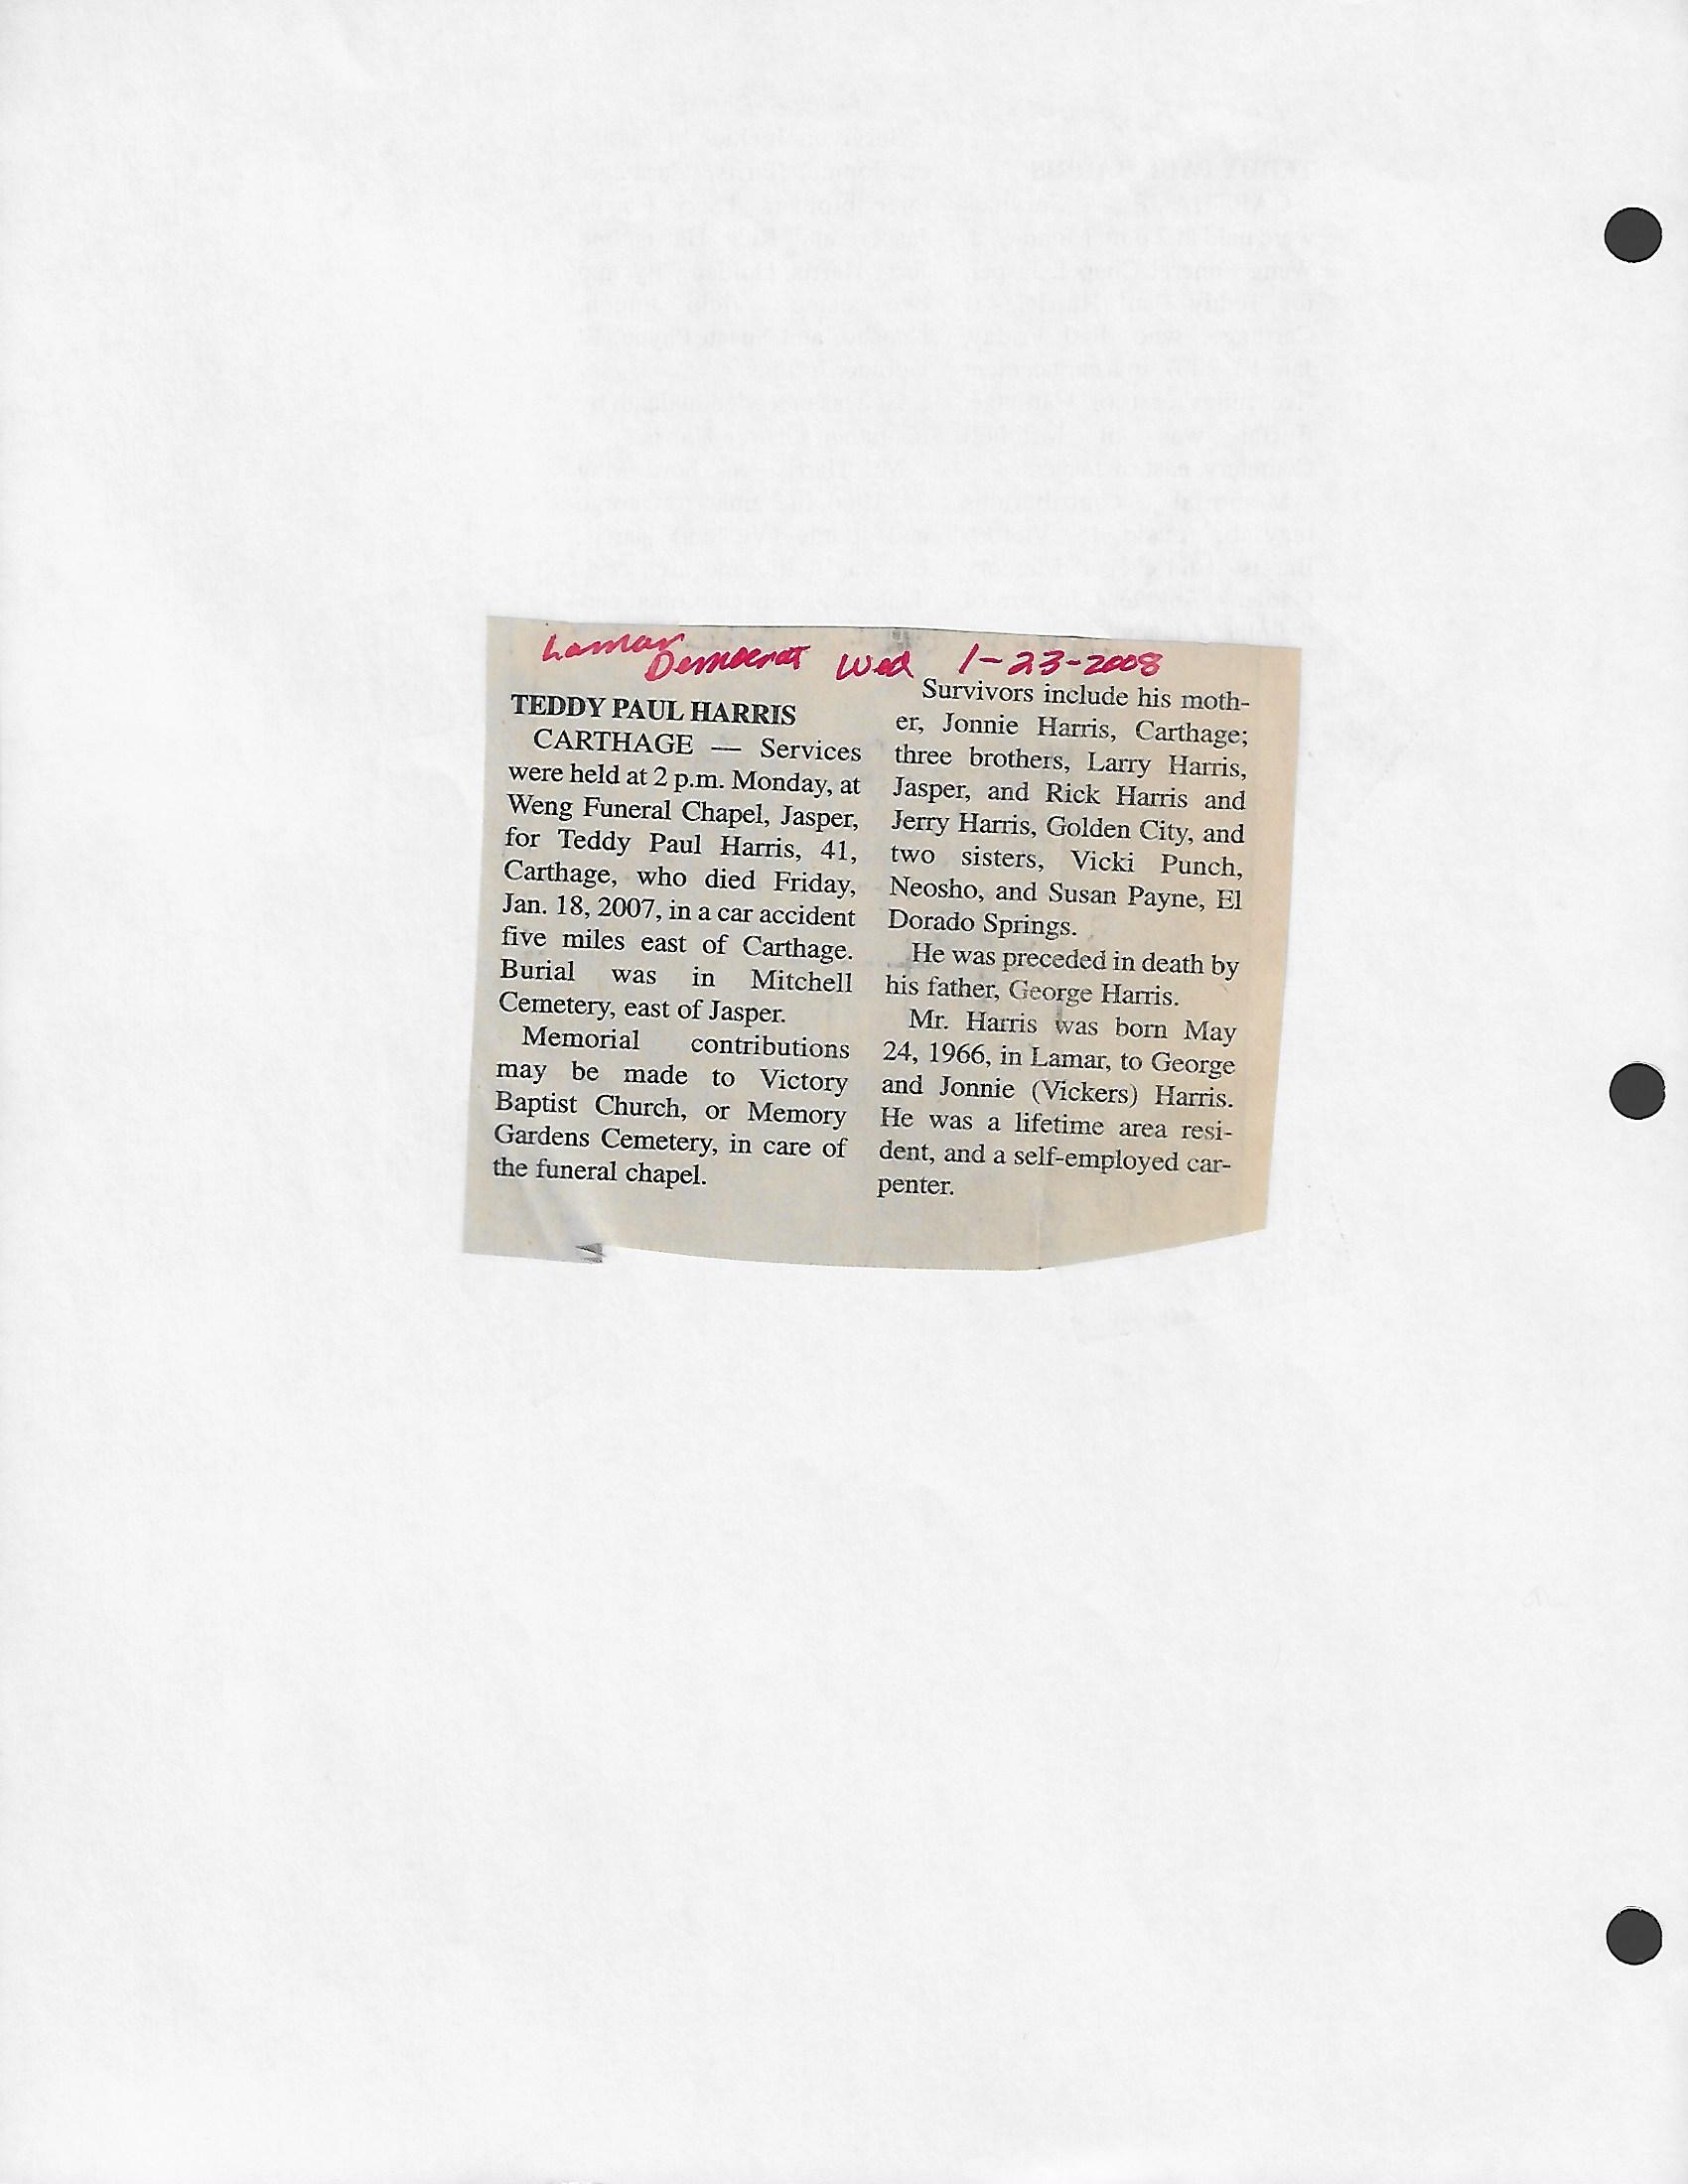 Lamar
Democrat Wed 1-23-2008
TEDDY PAUL HARRIS
CARTHAGE — Services
were held at 2 p.m. Monday, at
Weng Funeral Chapel, Jasper,
for Teddy Paul Harris, 41,
Carthage, who died Friday,
Jan. 18, 2007, in a car accident
five miles east of Carthage.
Burial was in Mitchell
Cemetery, east of Jasper.
Memorial contributions
may be made to Victory
Baptist Church, or Memory
Gardens Cemetery, in care of
the funeral chapel.
Survivors include his moth-
er, Jonnie Harris, Carthage;
three brothers, Larry Harris,
Jasper, and Rick Harris and
Jerry Harris, Golden City, and
two sisters, Vicki Punch,
Neosho, and Susan Payne, El
Dorado Springs.
He was preceded in death by
his father, George Harris.
Mr. Harris was born May
24, 1966, in Lamar, to George
and Jonnie (Vickers) Harris.
He was a lifetime area resi-
dent, and a self-employed car-
penter.